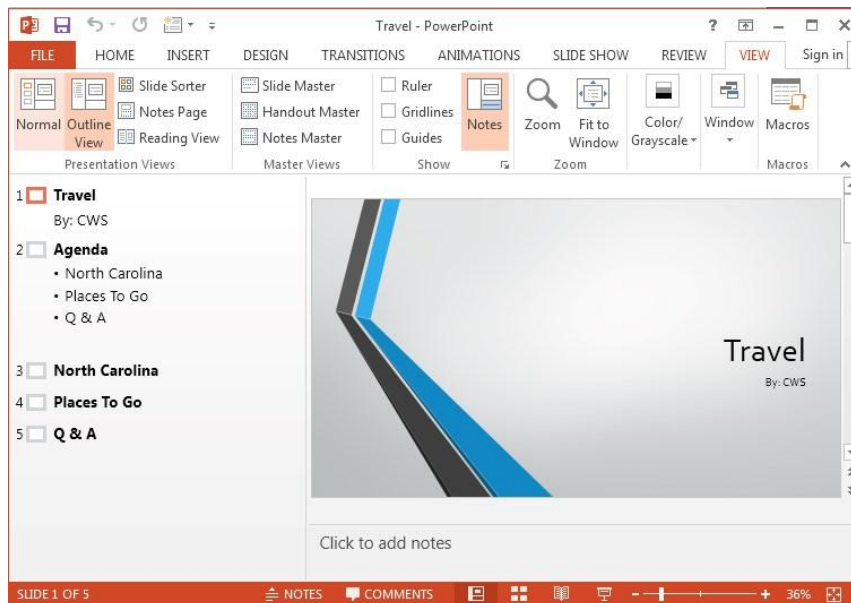 Travel - PowerPoint
FILE HOME INSERT DESIGN TRANSITIONS ANIMATIONS SLIDE SHOW REVIEW VIEW Sign in
Normal
Outline View
Slide Sorter
Notes Page
Reading View
Presentation Views
Slide Master
Handout Master
Notes Master
Master Views
Ruler
Gridlines
Guides
Show
Notes
Zoom
Fit to Window
Zoom
Color/ Grayscale
Window
Macros
Macros
1 Travel
By: CWS
2 Agenda
• North Carolina
• Places To Go
• Q & A
3 North Carolina
4 Places To Go
5 Q & A
Travel
By: CWS
Click to add notes
SLIDE 1 OF 5 NOTES COMMENTS 36%